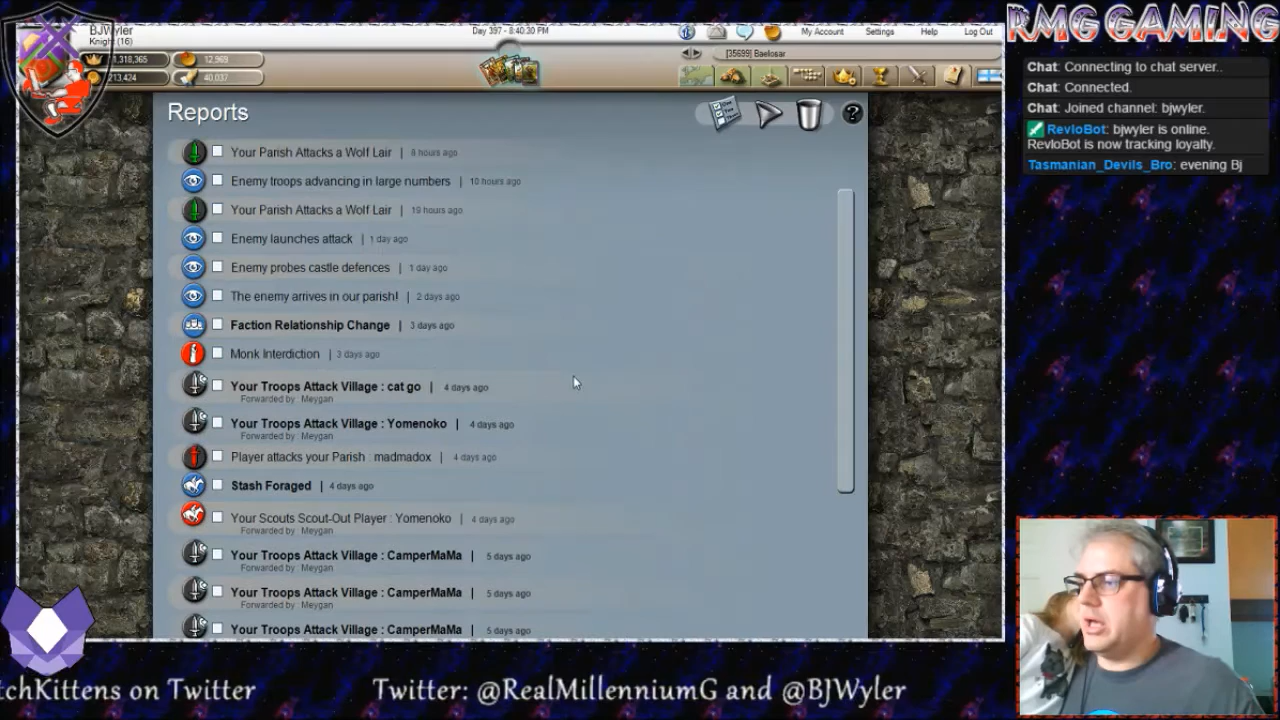 BJWyler
Knight (16)
1,318,365
12,969
213,424
40,037
Day 397 - 8:40:30 PM
My Account
Settings
Help
Log Out
[35699] Baelosar
Reports
Your Parish Attacks a Wolf Lair | 8 hours ago
Enemy troops advancing in large numbers | 10 hours ago
Your Parish Attacks a Wolf Lair | 19 hours ago
Enemy launches attack | 1 day ago
Enemy probes castle defences | 1 day ago
The enemy arrives in our parish! | 2 days ago
Faction Relationship Change | 3 days ago
Monk Interdiction | 3 days ago
Your Troops Attack Village : cat go | 4 days ago
Forwarded by : Meygan
Your Troops Attack Village : Yomenoko | 4 days ago
Forwarded by : Meygan
Player attacks your Parish : madmadox | 4 days ago
Stash Foraged | 4 days ago
Your Scouts Scout-Out Player : Yomenoko | 4 days ago
Forwarded by : Meygan
Your Troops Attack Village : CamperMaMa | 5 days ago
Forwarded by : Meygan
Your Troops Attack Village : CamperMaMa | 5 days ago
Forwarded by : Meygan
Your Troops Attack Village : CamperMaMa | 5 days ago
RMG GAMING
Chat: Connecting to chat server..
Chat: Connected.
Chat: Joined channel: bjwyler.
RevloBot: bjwyler is online.
RevloBot is now tracking loyalty.
Tasmanian_Devils_Bro: evening Bj
tchKittens on Twitter
Twitter: @RealMillenniumG and @BJWyler